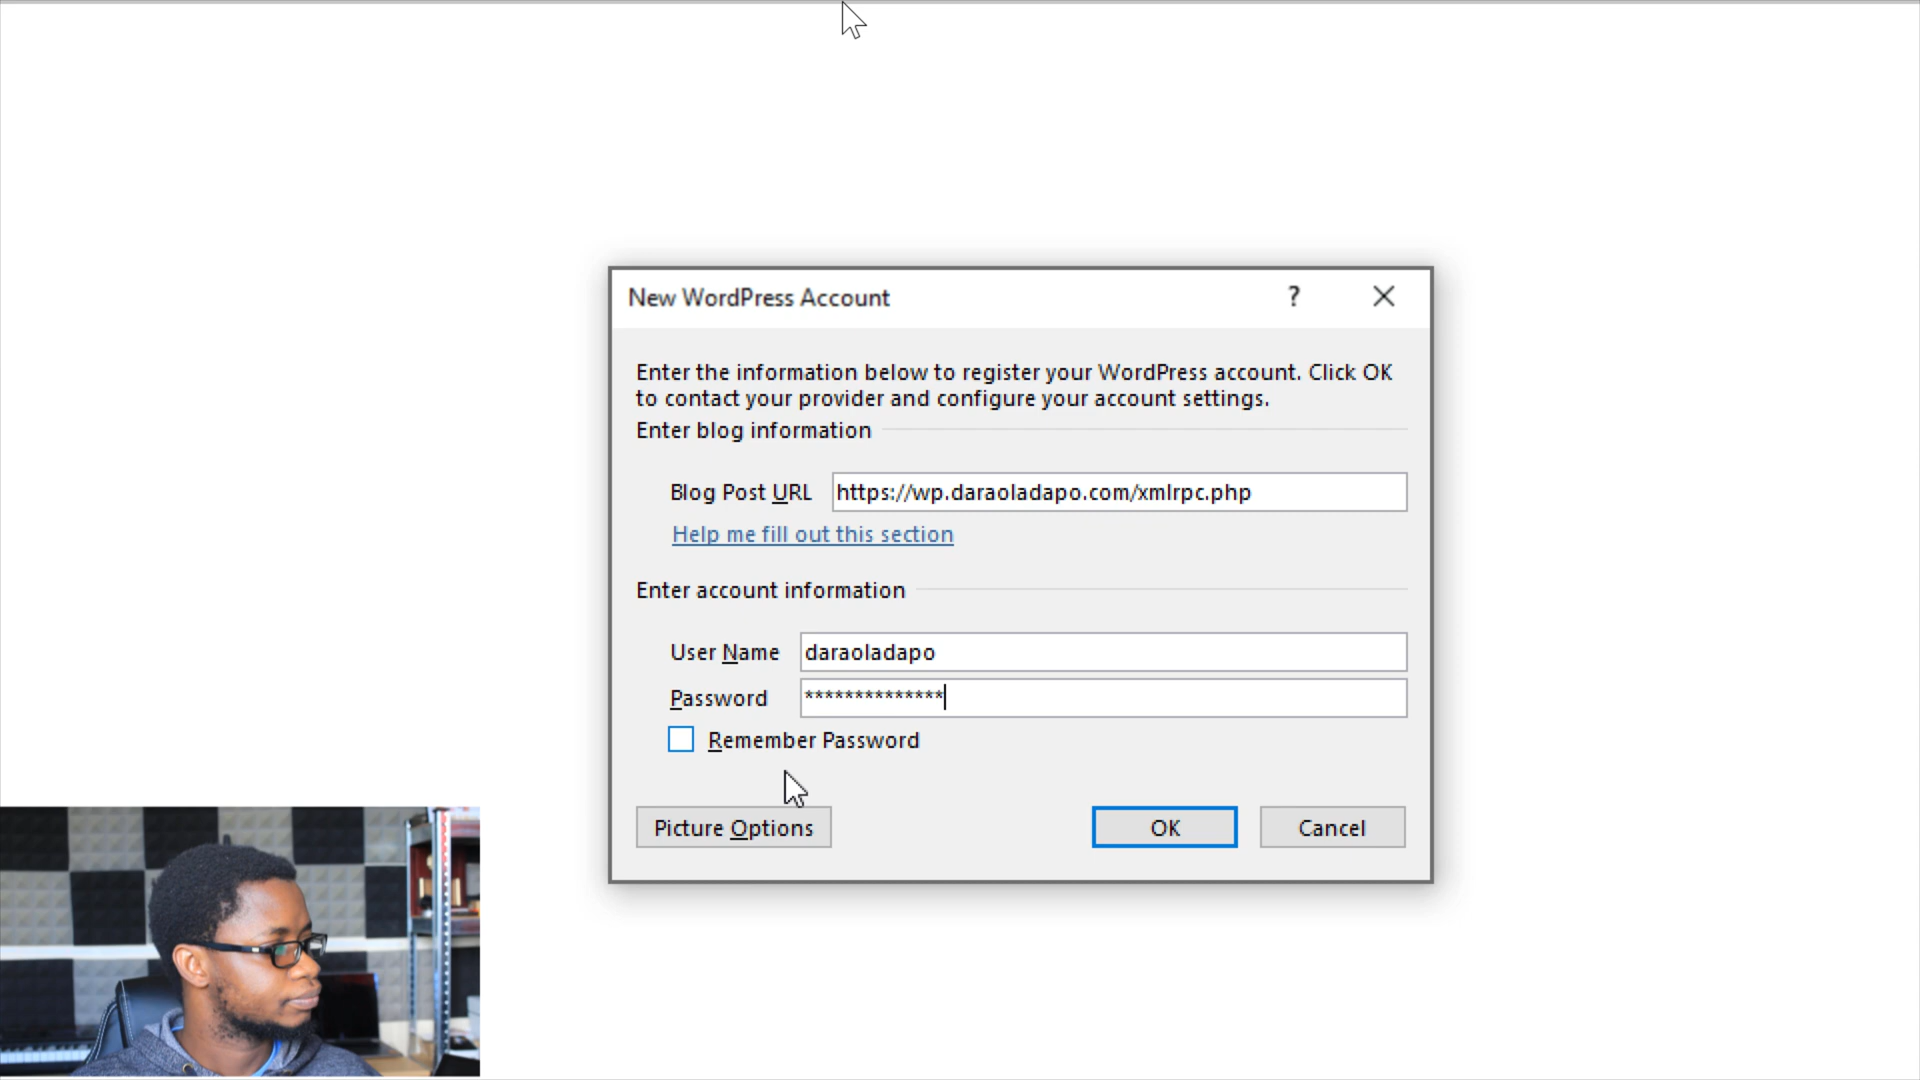 New WordPress Account
?
Enter the information below to register your WordPress account. Click OK
to contact your provider and configure your account settings.
Enter blog information
Blog Post URL https://wp.daraoladapo.com/xmlrpc.php
Help me fill out this section
Enter account information
User Name daraoladapo
Password **************
Remember Password
Picture Options OK Cancel